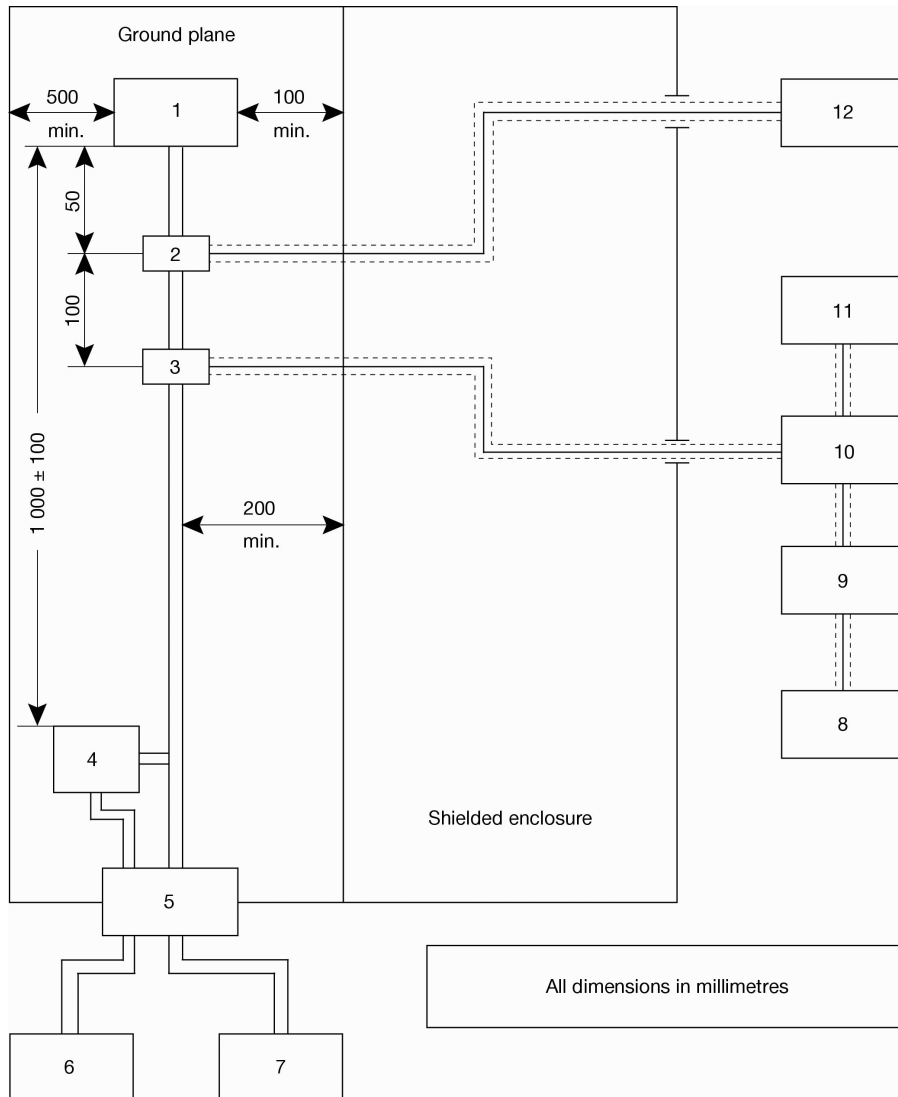 Ground plane
500
min.
1
100
min.
12
50
2
100
3
11
10
1 000 ± 100
200
min.
9
8
4
Shielded enclosure
5
All dimensions in millimetres
6
7